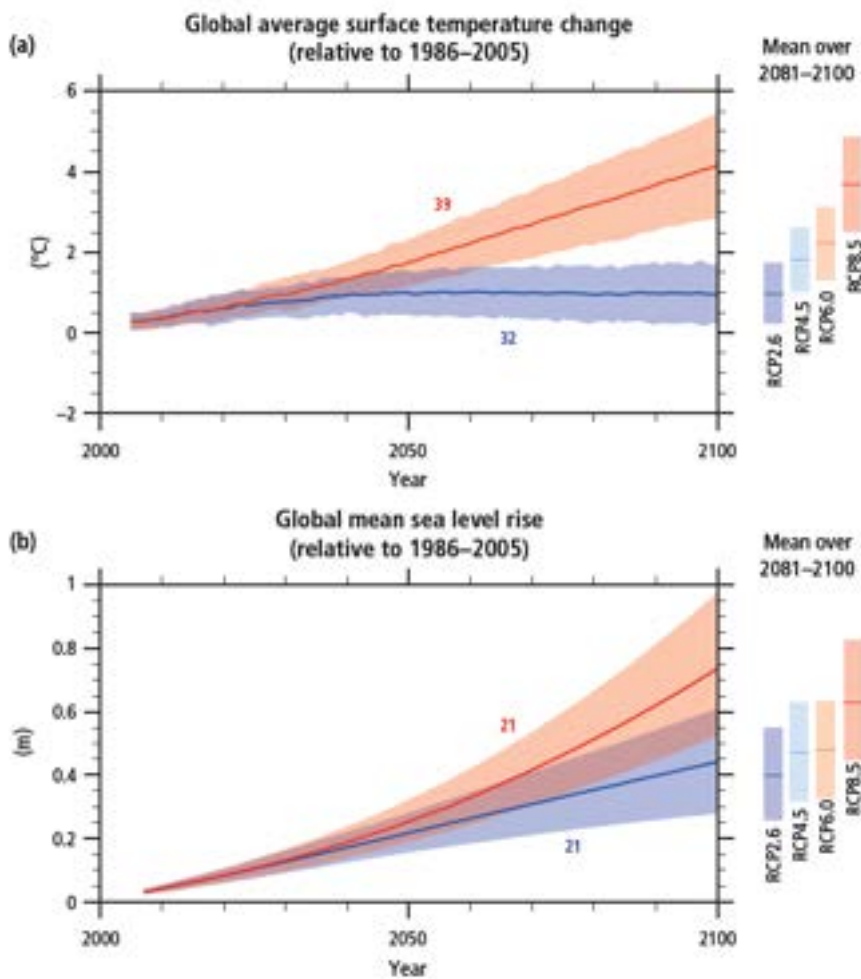 (a)
Global average surface temperature change
(relative to 1986–2005)
Mean over
2081–2100
6
4
2
0
–2
(°C)
39
32
2000
2050
2100
Year
RCP2.6
RCP4.5
RCP6.0
RCP8.5
(b)
Global mean sea level rise
(relative to 1986–2005)
Mean over
2081–2100
1
0.8
0.6
0.4
0.2
0
(m)
21
21
2000
2050
2100
Year
RCP2.6
RCP4.5
RCP6.0
RCP8.5